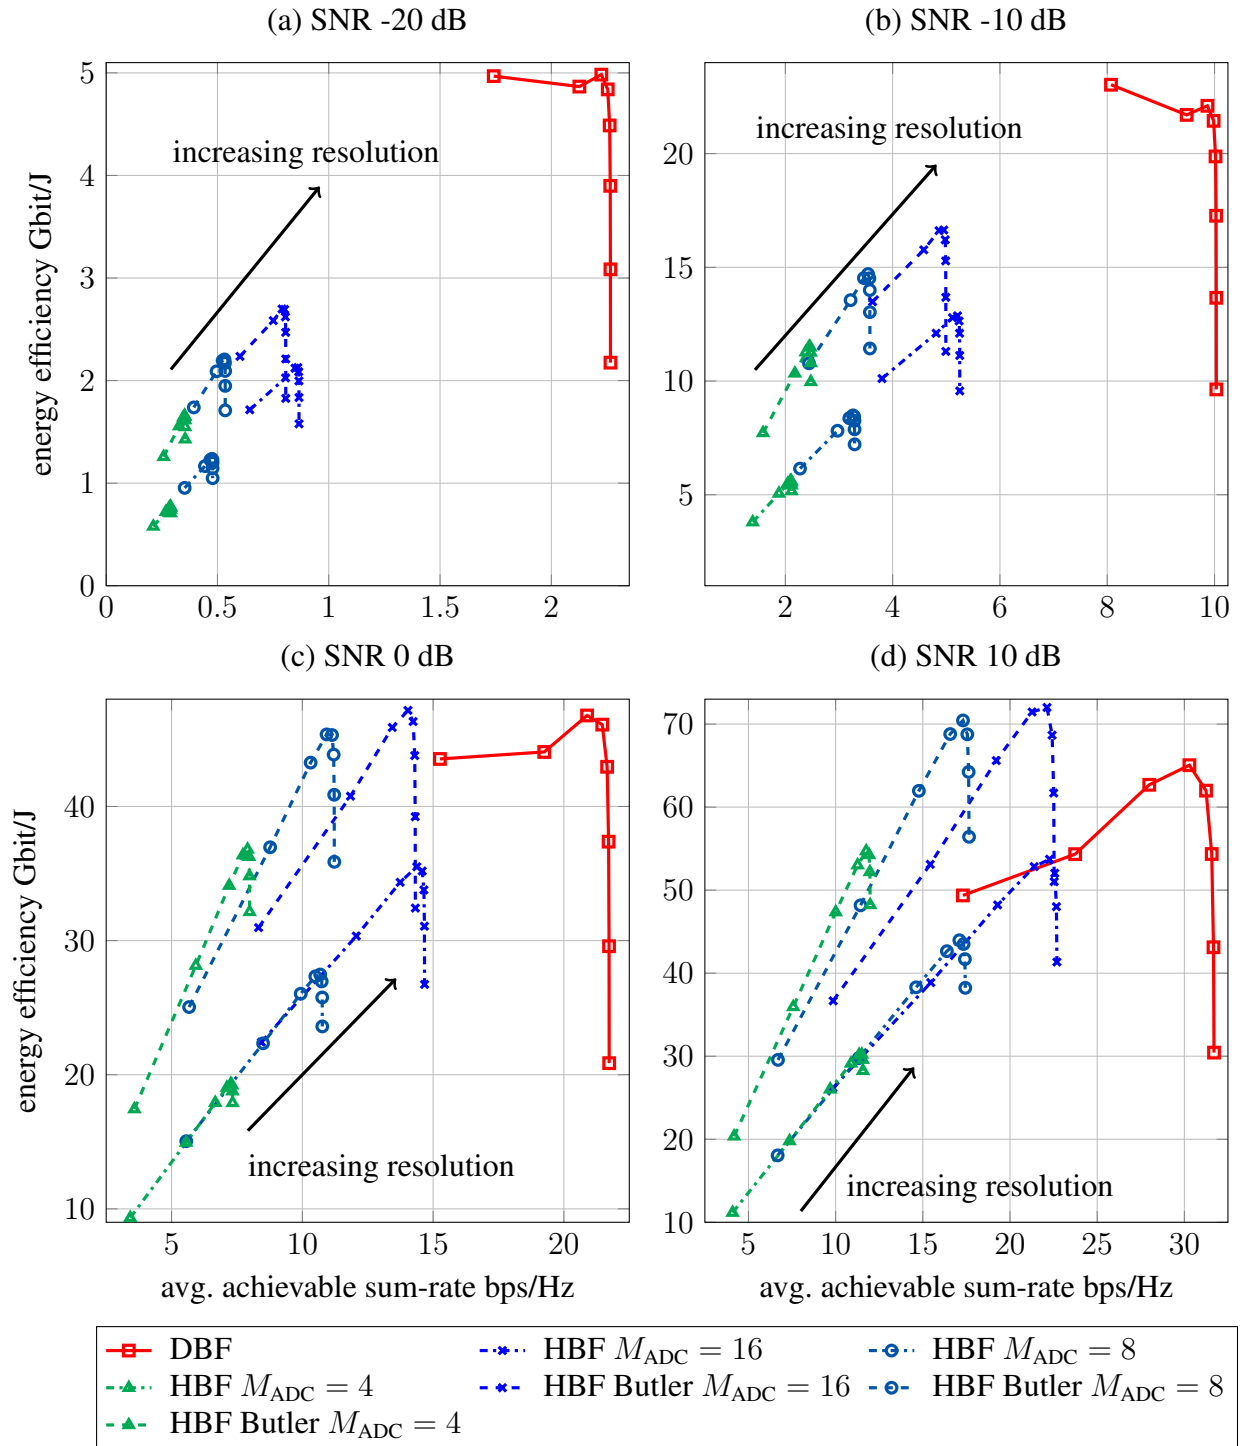 (a) SNR -20 dB
(b) SNR -10 dB
5
4
3
2
1
0
energy efficiency Gbit/J
increasing resolution
0
0.5
1
1.5
2
20
15
10
5
increasing resolution
2
4
6
8
10
(c) SNR 0 dB
(d) SNR 10 dB
40
30
20
10
energy efficiency Gbit/J
increasing resolution
5
10
15
20
avg. achievable sum-rate bps/Hz
70
60
50
40
30
20
10
increasing resolution
5
10
15
20
25
30
avg. achievable sum-rate bps/Hz
DBF
HBF M_ADC = 16
HBF M_ADC = 8
HBF M_ADC = 4
HBF Butler M_ADC = 16
HBF Butler M_ADC = 8
HBF Butler M_ADC = 4